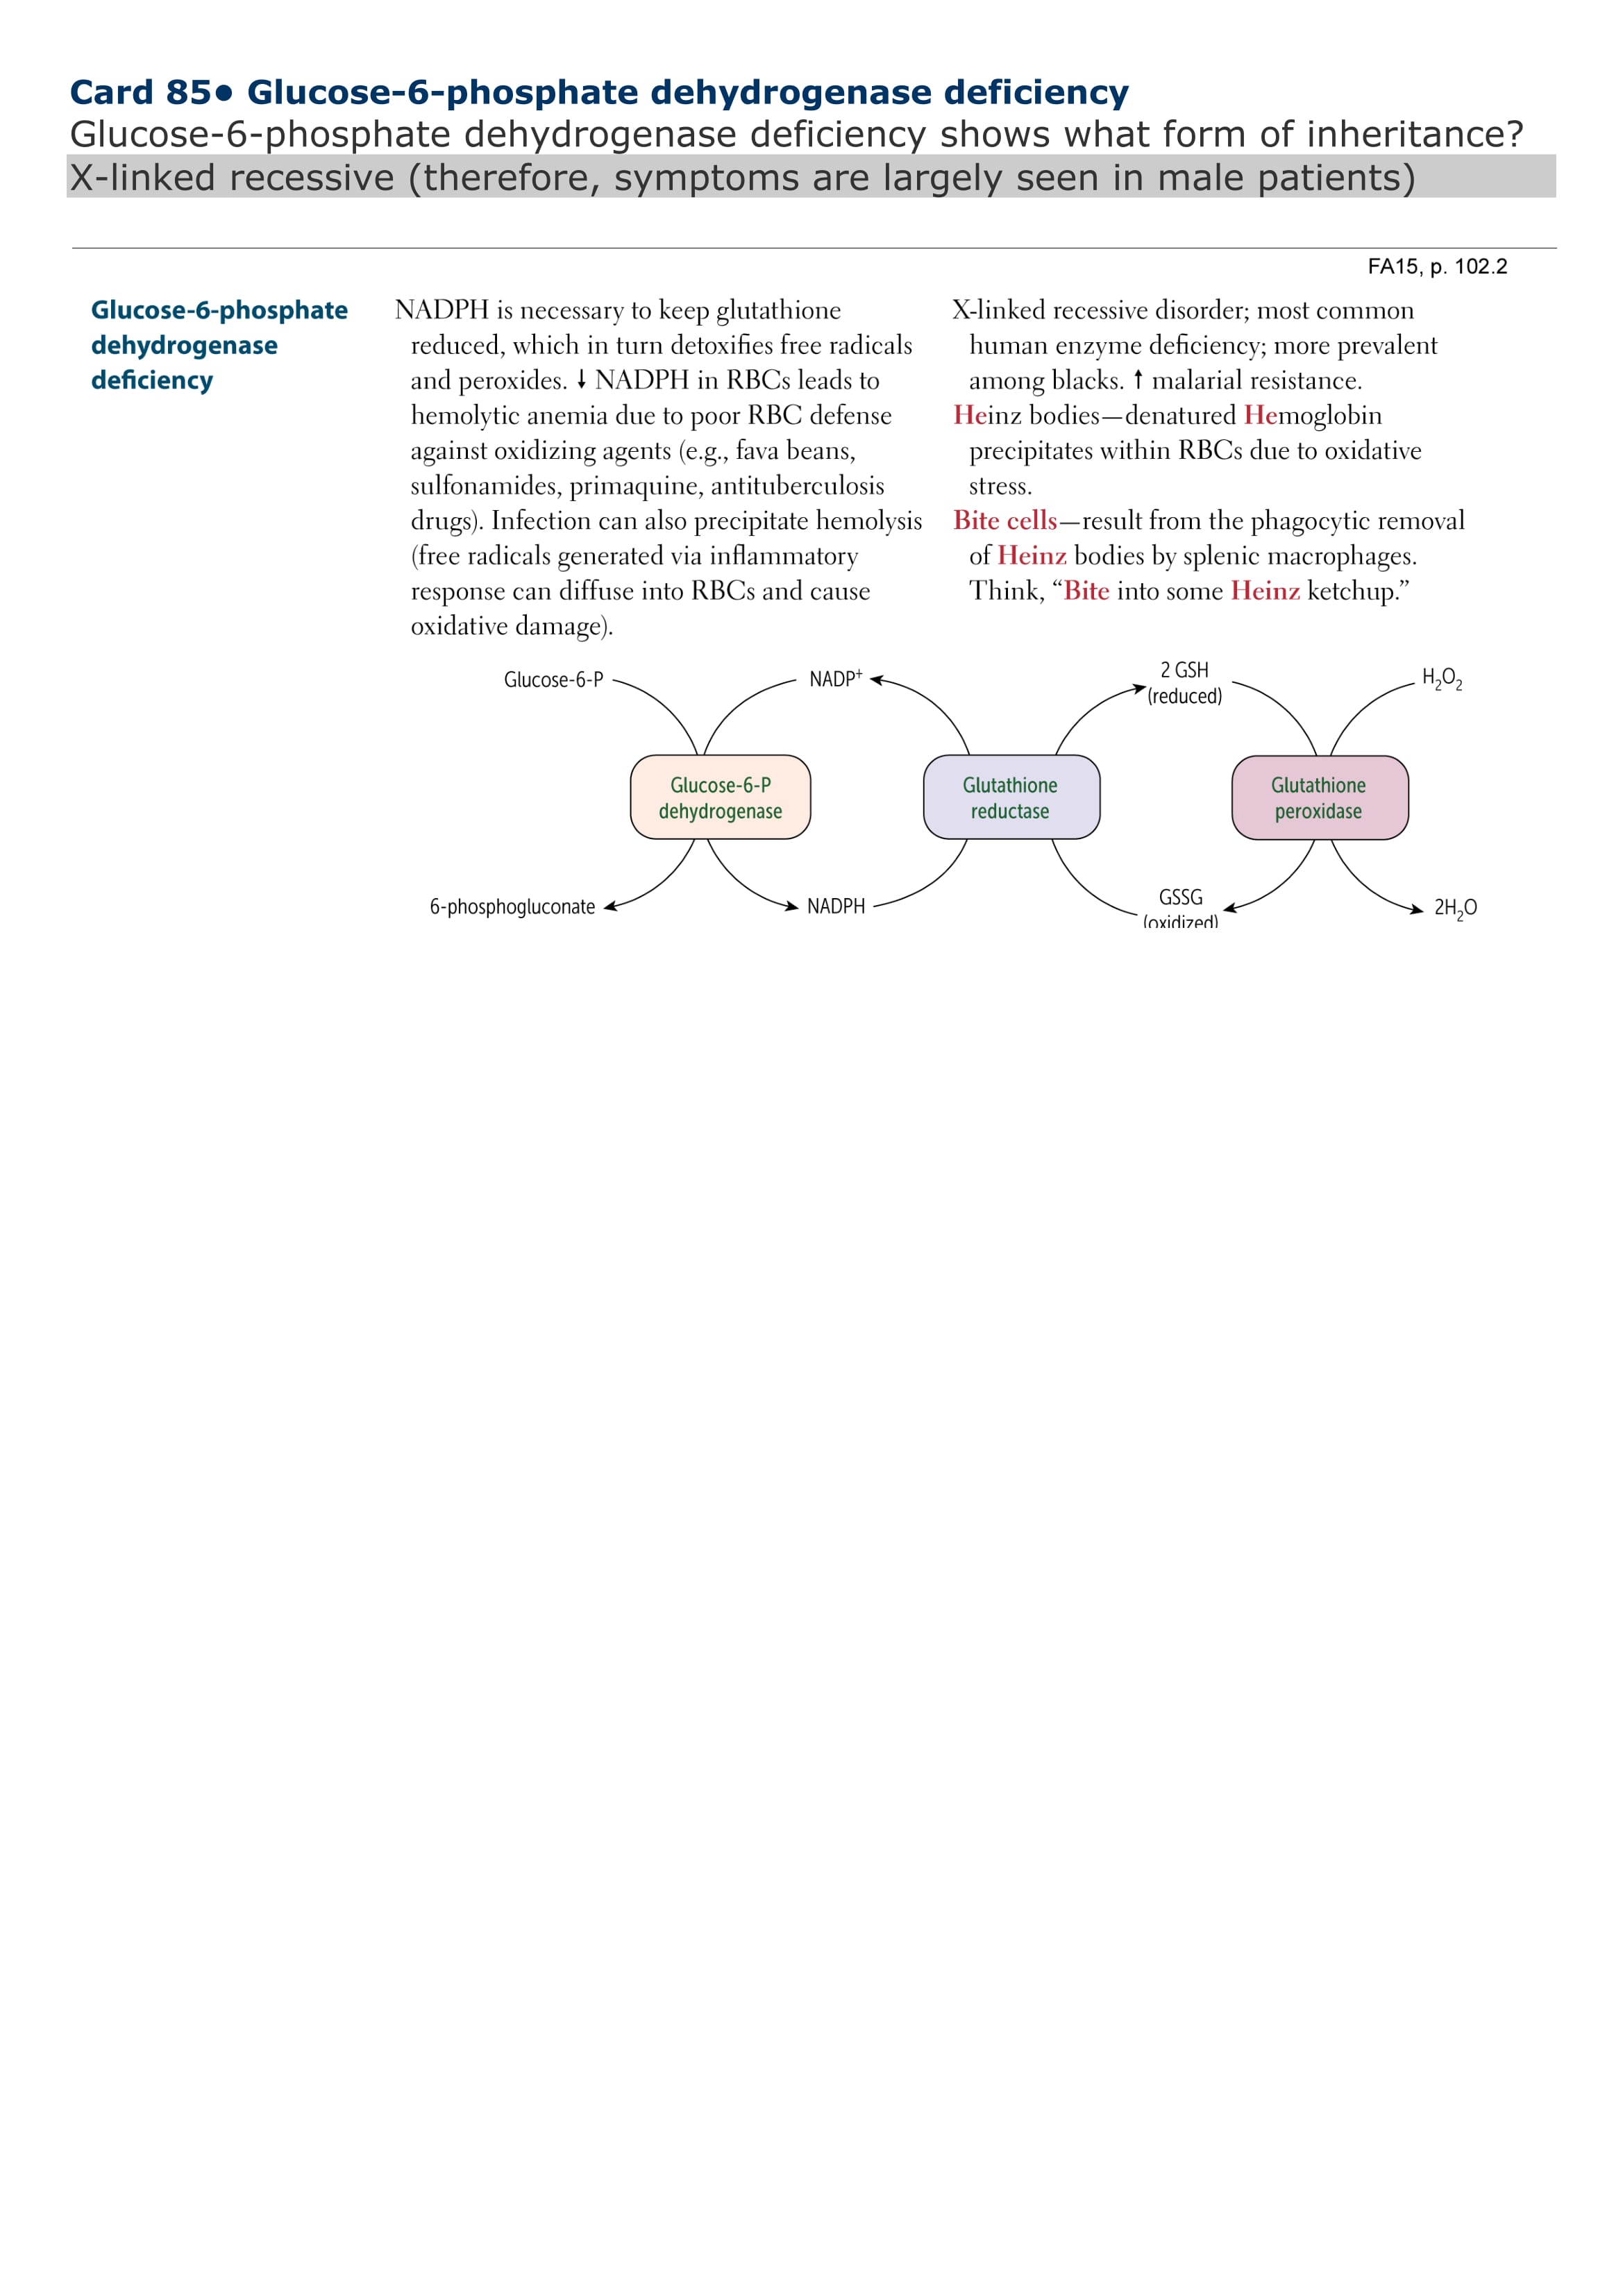 Card 85● Glucose-6-phosphate dehydrogenase deficiency
Glucose-6-phosphate dehydrogenase deficiency shows what form of inheritance?
X-linked recessive (therefore, symptoms are largely seen in male patients)
FA15, p. 102.2
Glucose-6-phosphate
dehydrogenase
deficiency
NADPH is necessary to keep glutathione
reduced, which in turn detoxifies free radicals
and peroxides. ↓ NADPH in RBCs leads to
hemolytic anemia due to poor RBC defense
against oxidizing agents (e.g., fava beans,
sulfonamides, primaquine, antituberculosis
drugs). Infection can also precipitate hemolysis
(free radicals generated via inflammatory
response can diffuse into RBCs and cause
oxidative damage).
X-linked recessive disorder; most common
human enzyme deficiency; more prevalent
among blacks. ↑ malarial resistance.
Heinz bodies—denatured Hemoglobin
precipitates within RBCs due to oxidative
stress.
Bite cells—result from the phagocytic removal
of Heinz bodies by splenic macrophages.
Think, “Bite into some Heinz ketchup.”
Glucose-6-P
NADP⁺
2 GSH
(reduced)
H₂O₂
Glucose-6-P
dehydrogenase
Glutathione
reductase
Glutathione
peroxidase
6-phosphogluconate
NADPH
GSSG
(oxidized)
2H₂O